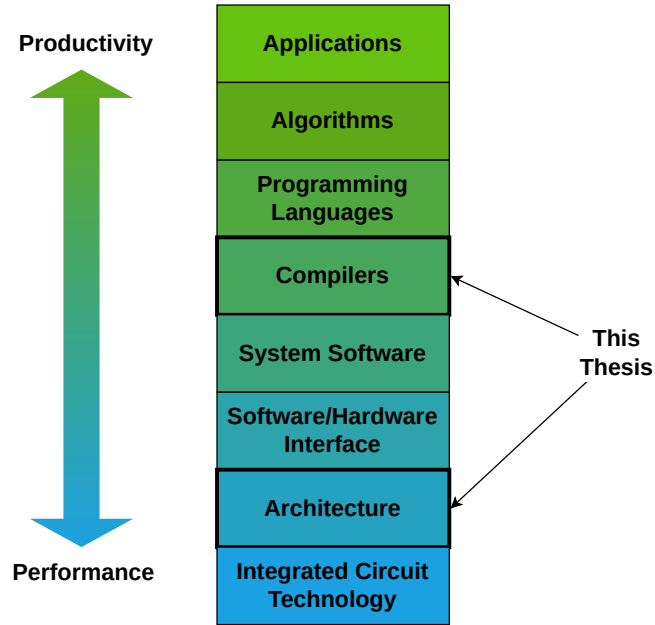 Productivity
Applications
Algorithms
Programming
Languages
Compilers
System Software
Software/Hardware
Interface
Architecture
Integrated Circuit
Technology
Performance
This
Thesis